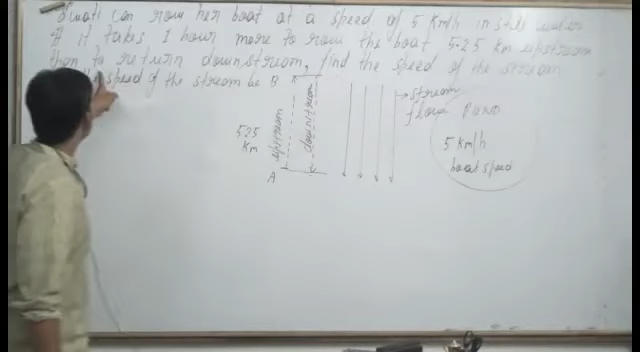 Swati can row her boat at a speed of 5 km/h in still water
If it takes 1 hour more to row the boat 5.25 km upstream
than to return downstream, find the speed of the stream
speed of the stream be
B
stream
flow
5 km/h
boat speed
5.25
km
upstream
downstream
A